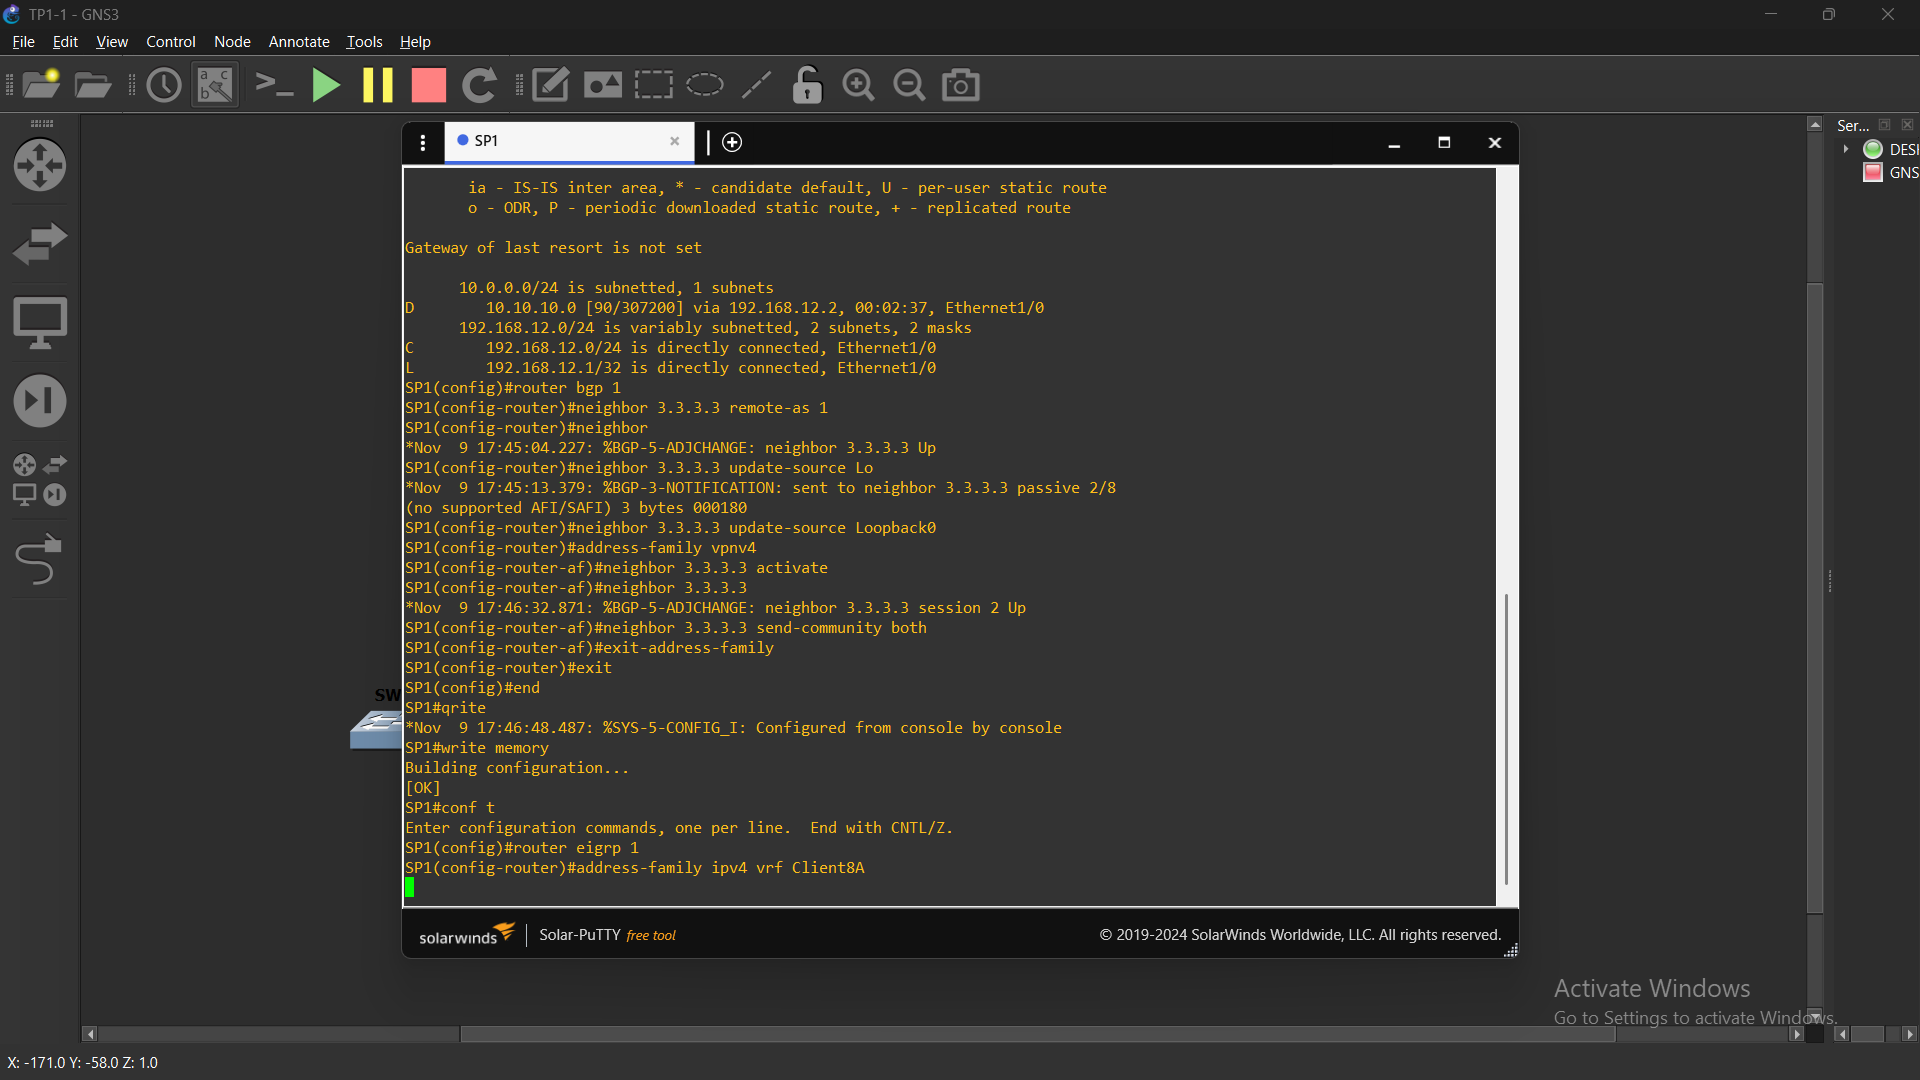 TP1-1 - GNS3
File Edit View Control Node Annotate Tools Help
SP1
Ser...
DESI
GNS
ia - IS-IS inter area, * - candidate default, U - per-user static route
o - ODR, P - periodic downloaded static route, + - replicated route
Gateway of last resort is not set
10.0.0.0/24 is subnetted, 1 subnets
D 10.10.10.0 [90/307200] via 192.168.12.2, 00:02:37, Ethernet1/0
192.168.12.0/24 is variably subnetted, 2 subnets, 2 masks
C 192.168.12.0/24 is directly connected, Ethernet1/0
L 192.168.12.1/32 is directly connected, Ethernet1/0
SP1(config)#router bgp 1
SP1(config-router)#neighbor 3.3.3.3 remote-as 1
SP1(config-router)#neighbor
*Nov  9 17:45:04.227: %BGP-5-ADJCHANGE: neighbor 3.3.3.3 Up
SP1(config-router)#neighbor 3.3.3.3 update-source Lo
*Nov  9 17:45:13.379: %BGP-3-NOTIFICATION: sent to neighbor 3.3.3.3 passive 2/8
(no supported AFI/SAFI) 3 bytes 000180
SP1(config-router)#neighbor 3.3.3.3 update-source Loopback0
SP1(config-router)#address-family vpnv4
SP1(config-router-af)#neighbor 3.3.3.3 activate
SP1(config-router-af)#neighbor 3.3.3.3
*Nov  9 17:46:32.871: %BGP-5-ADJCHANGE: neighbor 3.3.3.3 session 2 Up
SP1(config-router-af)#neighbor 3.3.3.3 send-community both
SP1(config-router-af)#exit-address-family
SP1(config-router)#exit
SP1(config)#end
SP1#qrite
*Nov  9 17:46:48.487: %SYS-5-CONFIG_I: Configured from console by console
SP1#write memory
Building configuration...
[OK]
SP1#conf t
Enter configuration commands, one per line.  End with CNTL/Z.
SP1(config)#router eigrp 1
SP1(config-router)#address-family ipv4 vrf Client8A
SW
solarwinds
Solar-PuTTY free tool
© 2019-2024 SolarWinds Worldwide, LLC. All rights reserved.
Activate Windows
Go to Settings to activate Windows.
X: -171.0 Y: -58.0 Z: 1.0